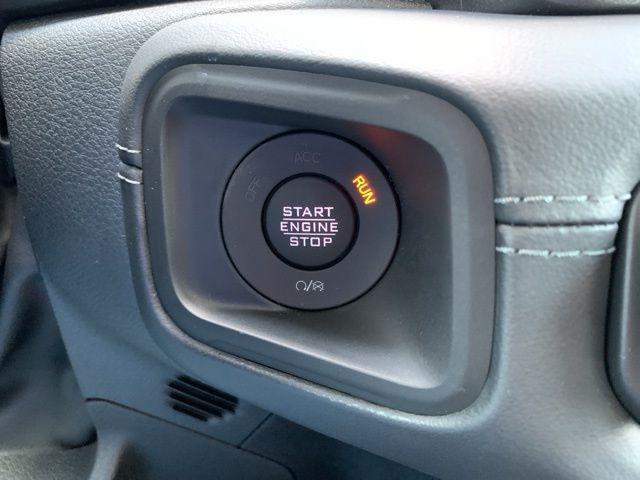 ACC
OFF
RUN
START
ENGINE
STOP